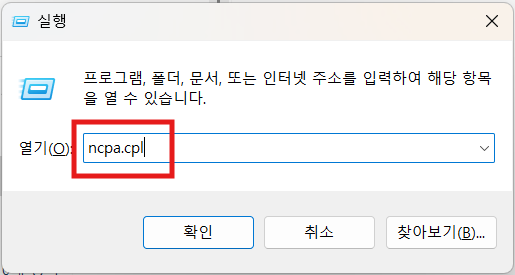 실행
프로그램, 폴더, 문서, 또는 인터넷 주소를 입력하여 해당 항목
을 열 수 있습니다.
열기(O): ncpa.cpl
확인 취소 찾아보기(B)...